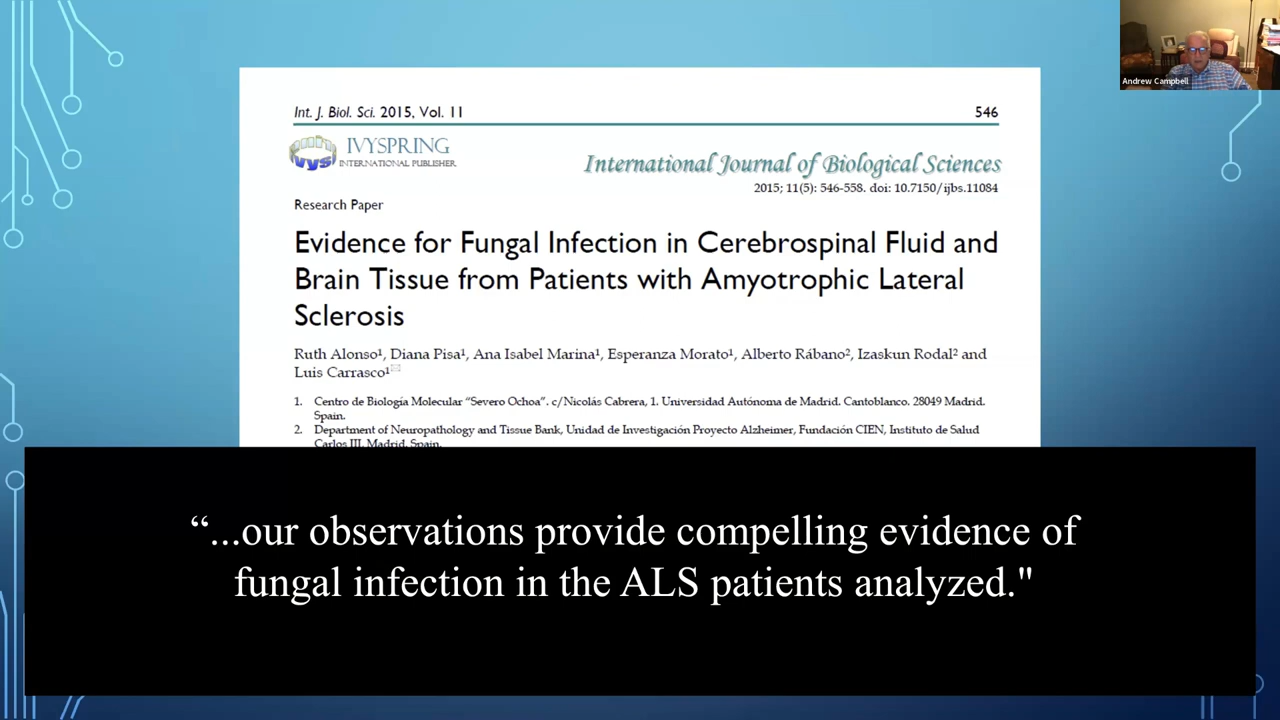 Andrew Campbell
Int. J. Biol. Sci. 2015, Vol. 11
546
IVYSPRING
INTERNATIONAL PUBLISHER
International Journal of Biological Sciences
2015; 11(5): 546-558. doi: 10.7150/ijbs.11084
Research Paper
Evidence for Fungal Infection in Cerebrospinal Fluid and
Brain Tissue from Patients with Amyotrophic Lateral
Sclerosis
Ruth Alonso¹, Diana Pisa¹, Ana Isabel Marina¹, Esperanza Morato¹, Alberto Rábano², Izaskun Rodal² and
Luis Carrasco¹
1. Centro de Biología Molecular “Severo Ochoa”. c/Nicolás Cabrera, 1. Universidad Autónoma de Madrid. Cantoblanco. 28049 Madrid.
Spain.
2. Department of Neuropathology and Tissue Bank, Unidad de Investigación Proyecto Alzheimer, Fundación CIEN, Instituto de Salud
Carlos III. Madrid. Spain.
“...our observations provide compelling evidence of
fungal infection in the ALS patients analyzed."